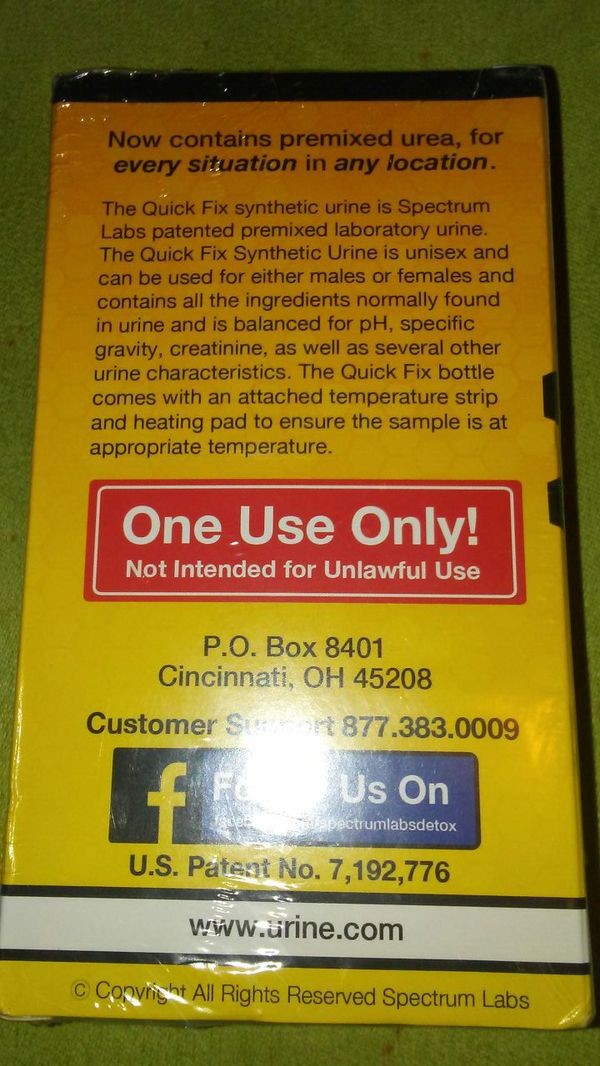 Now contains premixed urea, for
every situation in any location.
The Quick Fix synthetic urine is Spectrum
Labs patented premixed laboratory urine.
The Quick Fix Synthetic Urine is unisex and
can be used for either males or females and
contains all the ingredients normally found
in urine and is balanced for pH, specific
gravity, creatinine, as well as several other
urine characteristics. The Quick Fix bottle
comes with an attached temperature strip
and heating pad to ensure the sample is at
appropriate temperature.
One Use Only!
Not Intended for Unlawful Use
P.O. Box 8401
Cincinnati, OH 45208
Customer Support 877.383.0009
f
Us On
spectrumlabsdetox
U.S. Patent No. 7,192,776
www.urine.com
© Copyright All Rights Reserved Spectrum Labs